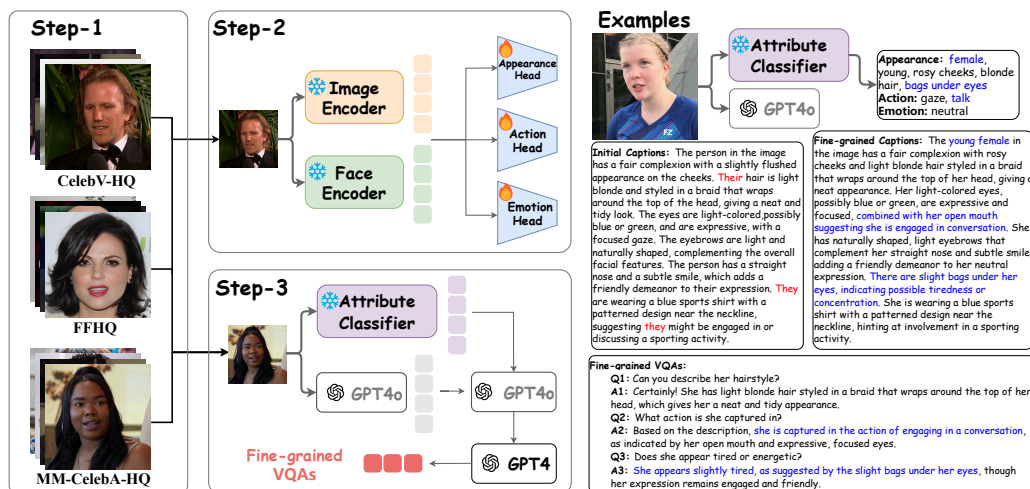 Step-1
CelebV-HQ
FFHQ
MM-CelebA-HQ
Step-2
Image
Encoder
Face
Encoder
Appearance
Head
Action
Head
Emotion
Head
Step-3
Attribute
Classifier
GPT4o
GPT4o
GPT4
Fine-grained
VQAs
Examples
FZ
Attribute
Classifier
GPT4o
Appearance: female,
young, rosy cheeks, blonde
hair, bags under eyes
Action: gaze, talk
Emotion: neutral
Initial Captions: The person in the image
has a fair complexion with a slightly flushed
appearance on the cheeks. Their hair is light
blonde and styled in a braid that wraps
around the top of the head, giving a neat and
tidy look. The eyes are light-colored,possibly
blue or green, and are expressive, with a
focused gaze. The eyebrows are light and
naturally shaped, complementing the overall
facial features. The person has a straight
nose and a subtle smile, which adds a
friendly demeanor to their expression. They
are wearing a blue sports shirt with a
patterned design near the neckline,
suggesting they might be engaged in or
discussing a sporting activity.
Fine-grained Captions: The young female in
the image has a fair complexion with rosy
cheeks and light blonde hair styled in a braid
that wraps around the top of her head, giving a
neat appearance. Her light-colored eyes,
possibly blue or green, are expressive and
focused, combined with her open mouth
suggesting she is engaged in conversation. She
has naturally shaped, light eyebrows that
complement her straight nose and subtle smile
adding a friendly demeanor to her neutral
expression. There are slight bags under her
eyes, indicating possible tiredness or
concentration. She is wearing a blue sports
shirt with a patterned design near the
neckline, hinting at involvement in a sporting
activity.
Fine-grained VQAs:
Q1: Can you describe her hairstyle?
A1: Certainly! She has light blonde hair styled in a braid that wraps around the top of her
head, which gives her a neat and tidy appearance.
Q2: What action is she captured in?
A2: Based on the description, she is captured in the action of engaging in a conversation,
as indicated by her open mouth and expressive, focused eyes.
Q3: Does she appear tired or energetic?
A3: She appears slightly tired, as suggested by the slight bags under her eyes, though
her expression remains engaged and friendly.